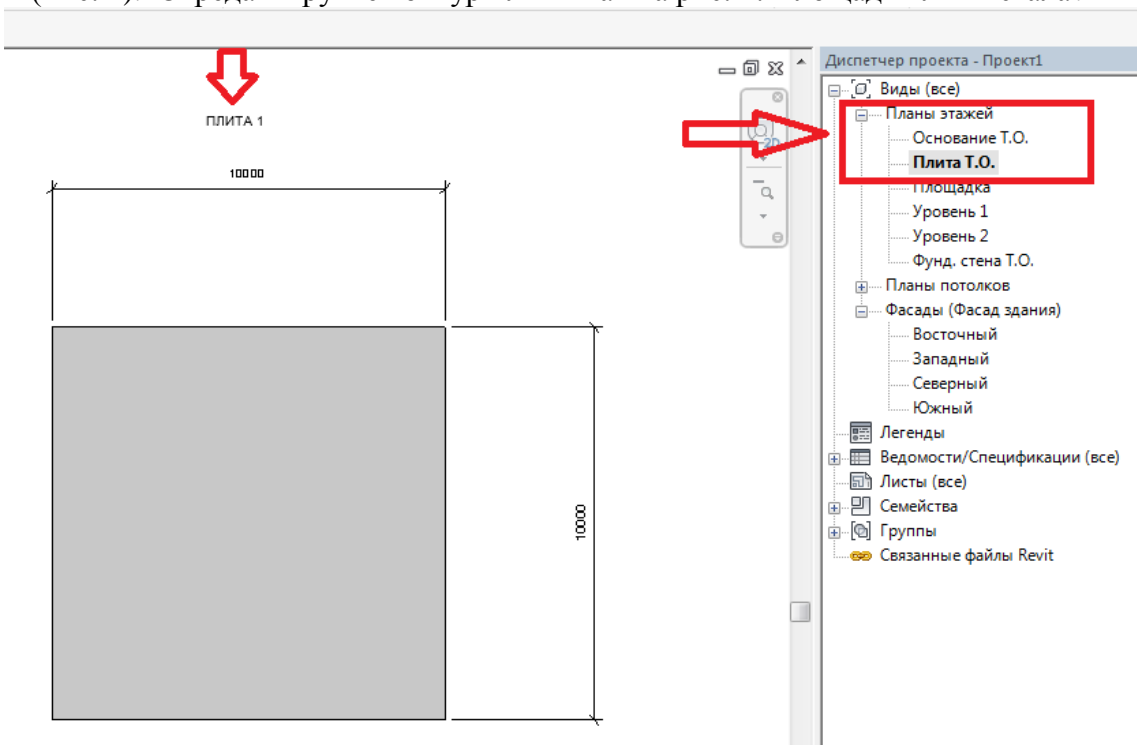 Диспетчер проекта - Проект1
Виды (все)
ПЛИТА 1
Планы этажей
Основание Т.О.
2D
Плита Т.О.
10000
Площадка
Уровень 1
Уровень 2
Фунд. стена Т.О.
Планы потолков
Фасады (Фасад здания)
Восточный
Западный
Северный
Южный
Легенды
Ведомости/Спецификации (все)
Листы (все)
Семейства
10000
Группы
Связанные файлы Revit